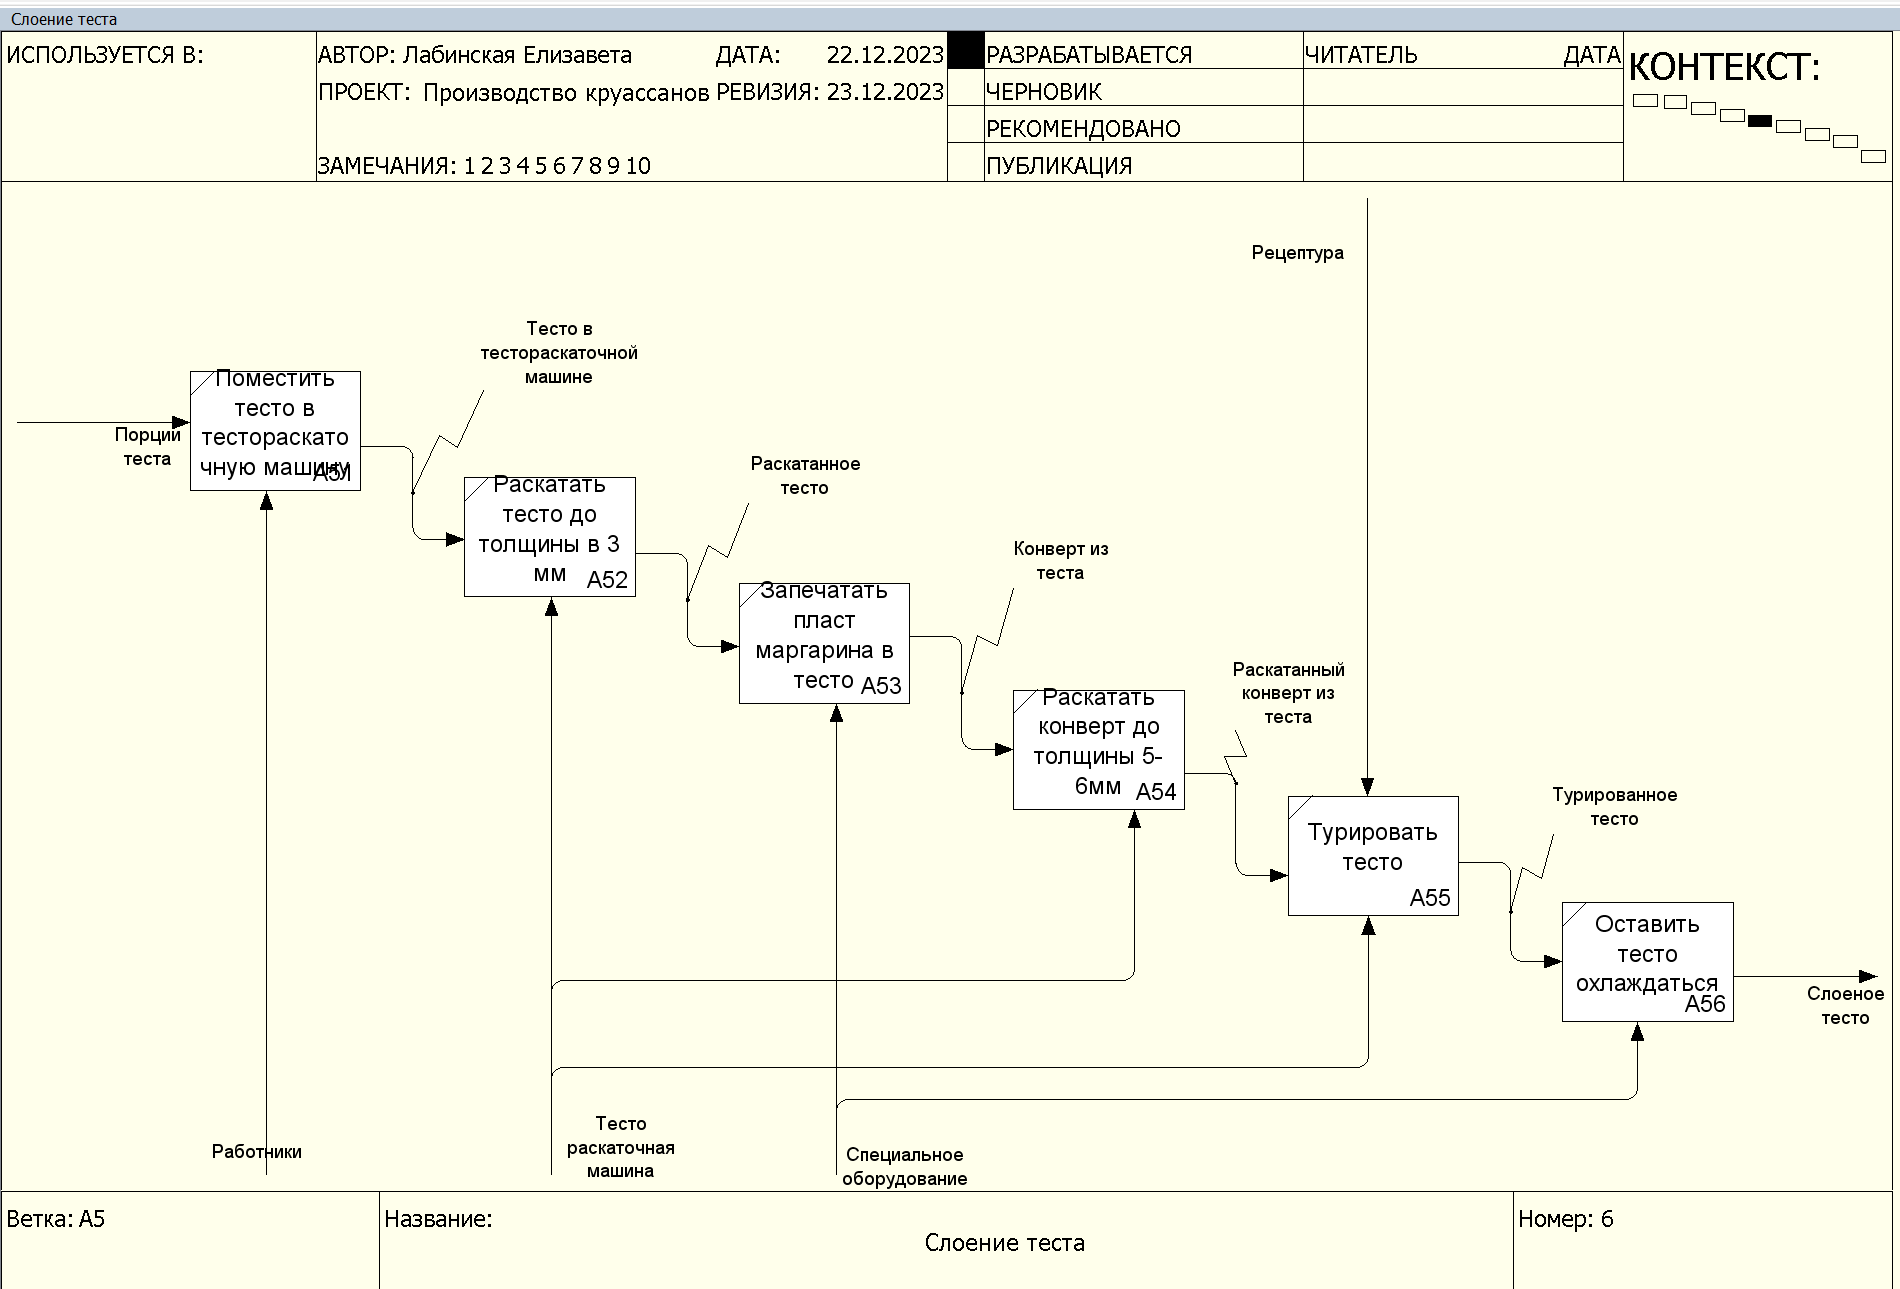 Слоение теста
ИСПОЛЬЗУЕТСЯ В:
АВТОР: Лабинская Елизавета
ДАТА: 22.12.2023
ПРОЕКТ: Производство круассанов
РЕВИЗИЯ: 23.12.2023
ЗАМЕЧАНИЯ: 1 2 3 4 5 6 7 8 9 10
РАЗРАБАТЫВАЕТСЯ
ЧЕРНОВИК
РЕКОМЕНДОВАНО
ПУБЛИКАЦИЯ
ЧИТАТЕЛЬ
ДАТА
КОНТЕКСТ:
Рецептура
Порции
теста
Поместить
тесто в
тестораскато
чную машину
A51
Тесто в
тестораскаточной
машине
Раскатать
тесто до
толщины в 3
мм
A52
Раскатанное
тесто
Запечатать
пласт
маргарина в
тесто
A53
Конверт из
теста
Раскатать
конверт до
толщины 5-
6мм
A54
Раскатанный
конверт из
теста
Турировать
тесто
A55
Турированное
тесто
Оставить
тесто
охлаждаться
A56
Слоеное
тесто
Работники
Тесто
раскаточная
машина
Специальное
оборудование
Ветка: A5
Название:
Слоение теста
Номер: 6